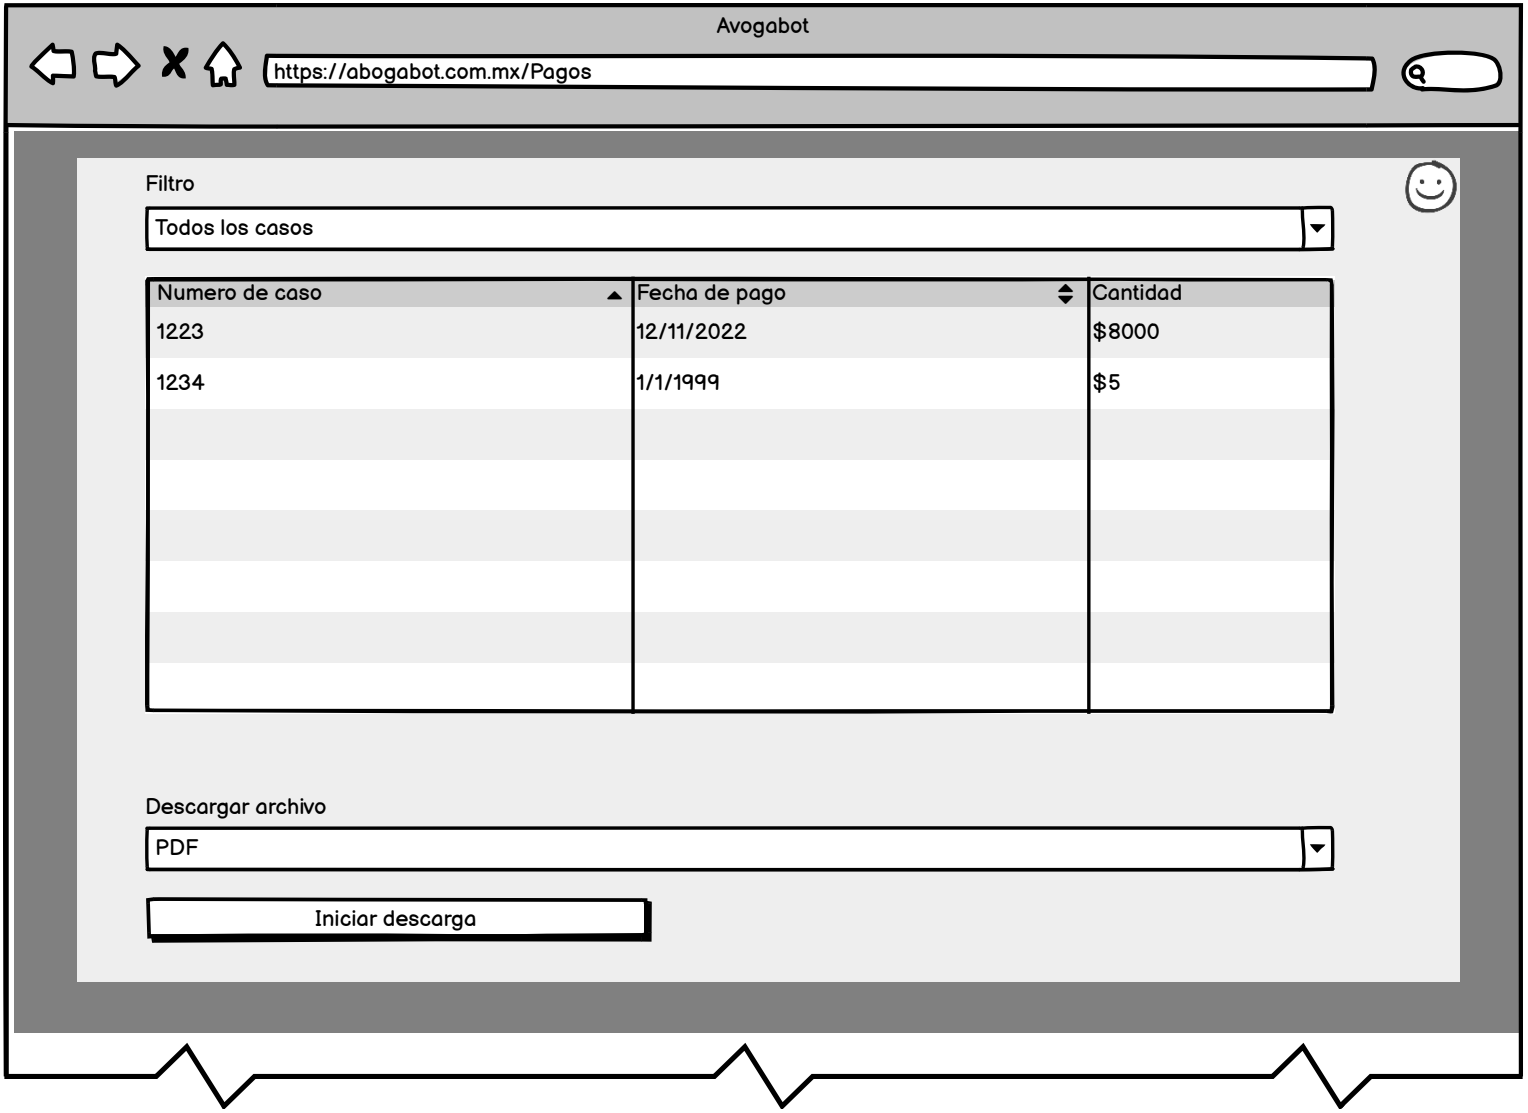 Avogabot
https://abogabot.com.mx/Pagos
Filtro
Todos los casos
Numero de caso Fecha de pago Cantidad
1223 12/11/2022 $8000
1234 1/1/1999 $5
Descargar archivo
PDF
Iniciar descarga